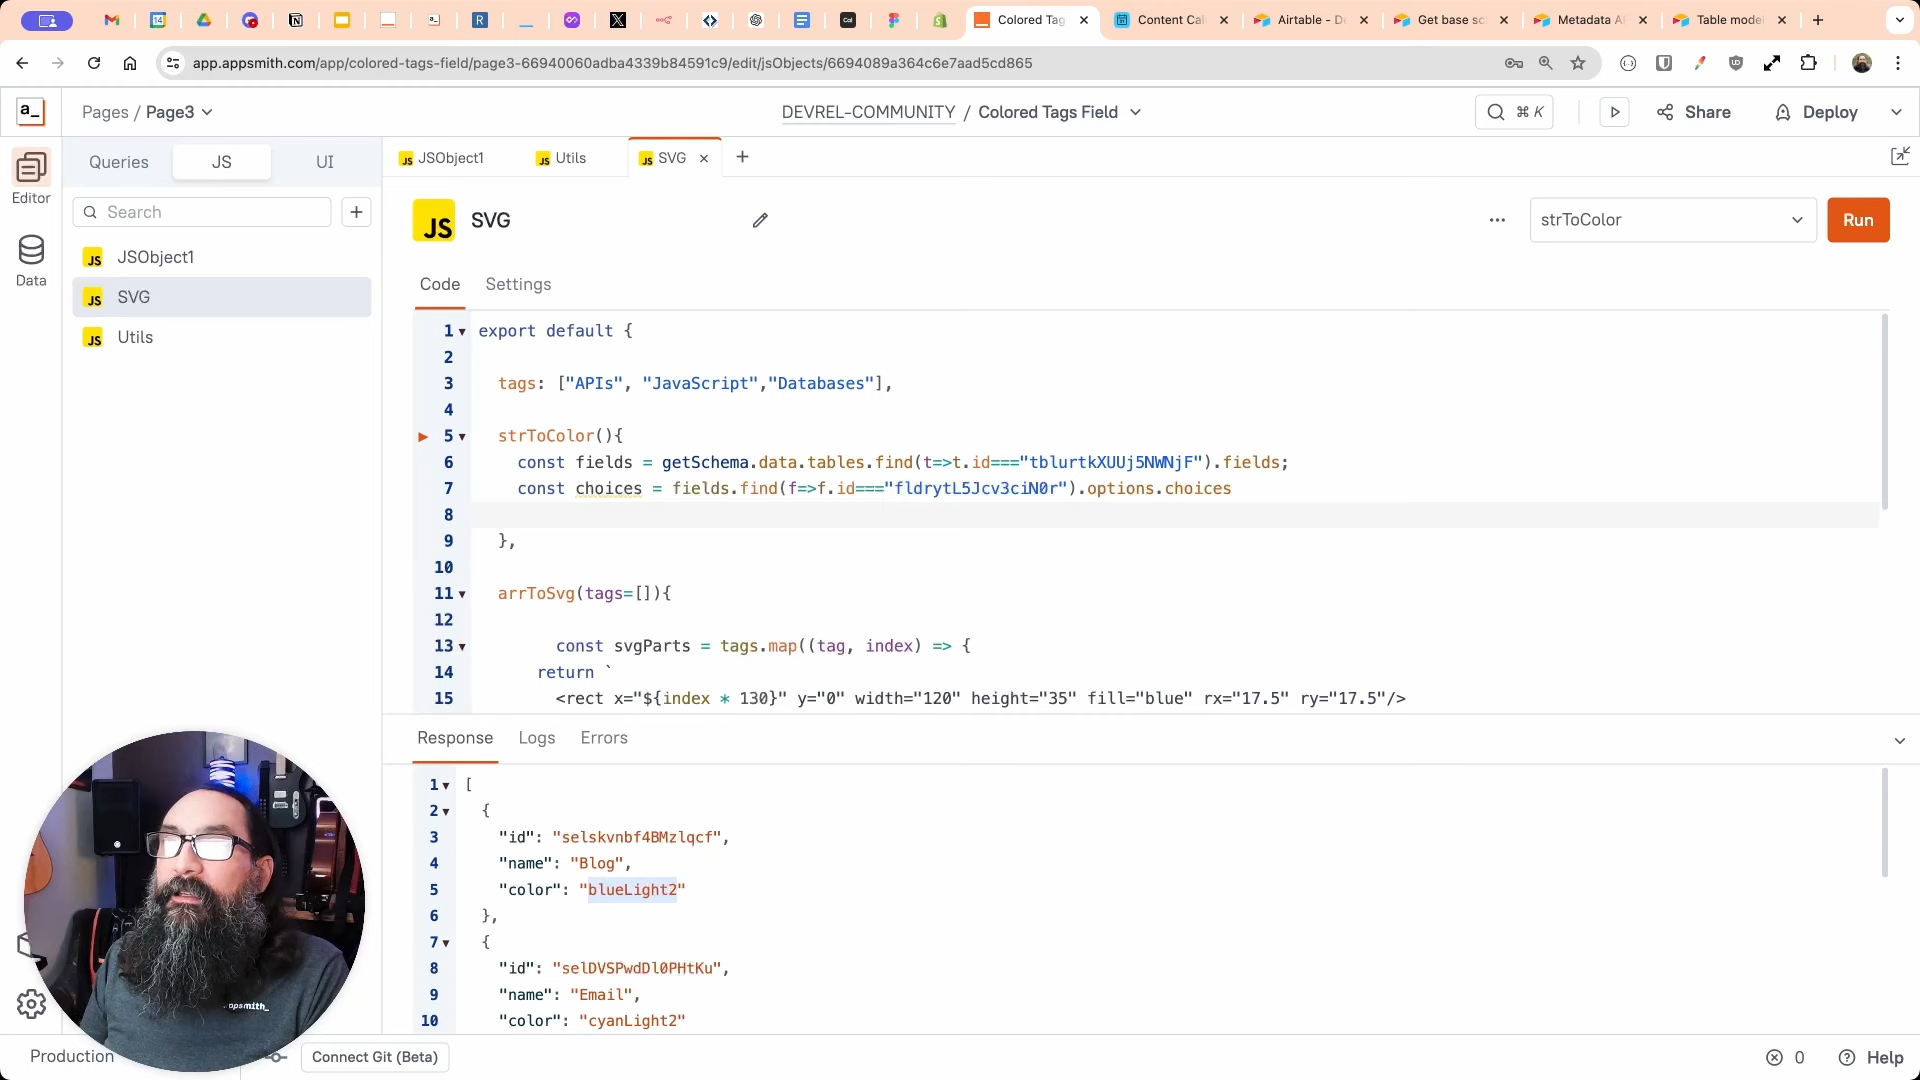 Colored Tag
Content Cal
Airtable - De
Get base sc
Metadata A
Table mode
app.appsmith.com/app/colored-tags-field/page3-66940060adba4339b84591c9/edit/jsObjects/6694089a364c6e7aad5cd865
a_ Pages / Page3 DEVREL-COMMUNITY / Colored Tags Field ⌘ K Share Deploy
Queries JS UI
JSObject1 Utils SVG
Editor
Search
JS SVG strToColor Run
JSObject1
SVG
Utils
Data
Code Settings
1 export default {
2
3 tags: ["APIs", "JavaScript","Databases"],
4
5 strToColor(){
6 const fields = getSchema.data.tables.find(t=>t.id==="tblurtkXUUj5NWNjF").fields;
7 const choices = fields.find(f=>f.id==="fldrytL5Jcv3ciN0r").options.choices
8
9 },
10
11 arrToSvg(tags=[]){
12
13 const svgParts = tags.map((tag, index) => {
14 return `
15 <rect x="${index * 130}" y="0" width="120" height="35" fill="blue" rx="17.5" ry="17.5"/>
Response Logs Errors
1 [
2 {
3 "id": "selskvnbf4BMzlqcf",
4 "name": "Blog",
5 "color": "blueLight2"
6 },
7 {
8 "id": "selDVSPwdDl0PHtKu",
9 "name": "Email",
10 "color": "cyanLight2"
Production Connect Git (Beta) 0 Help